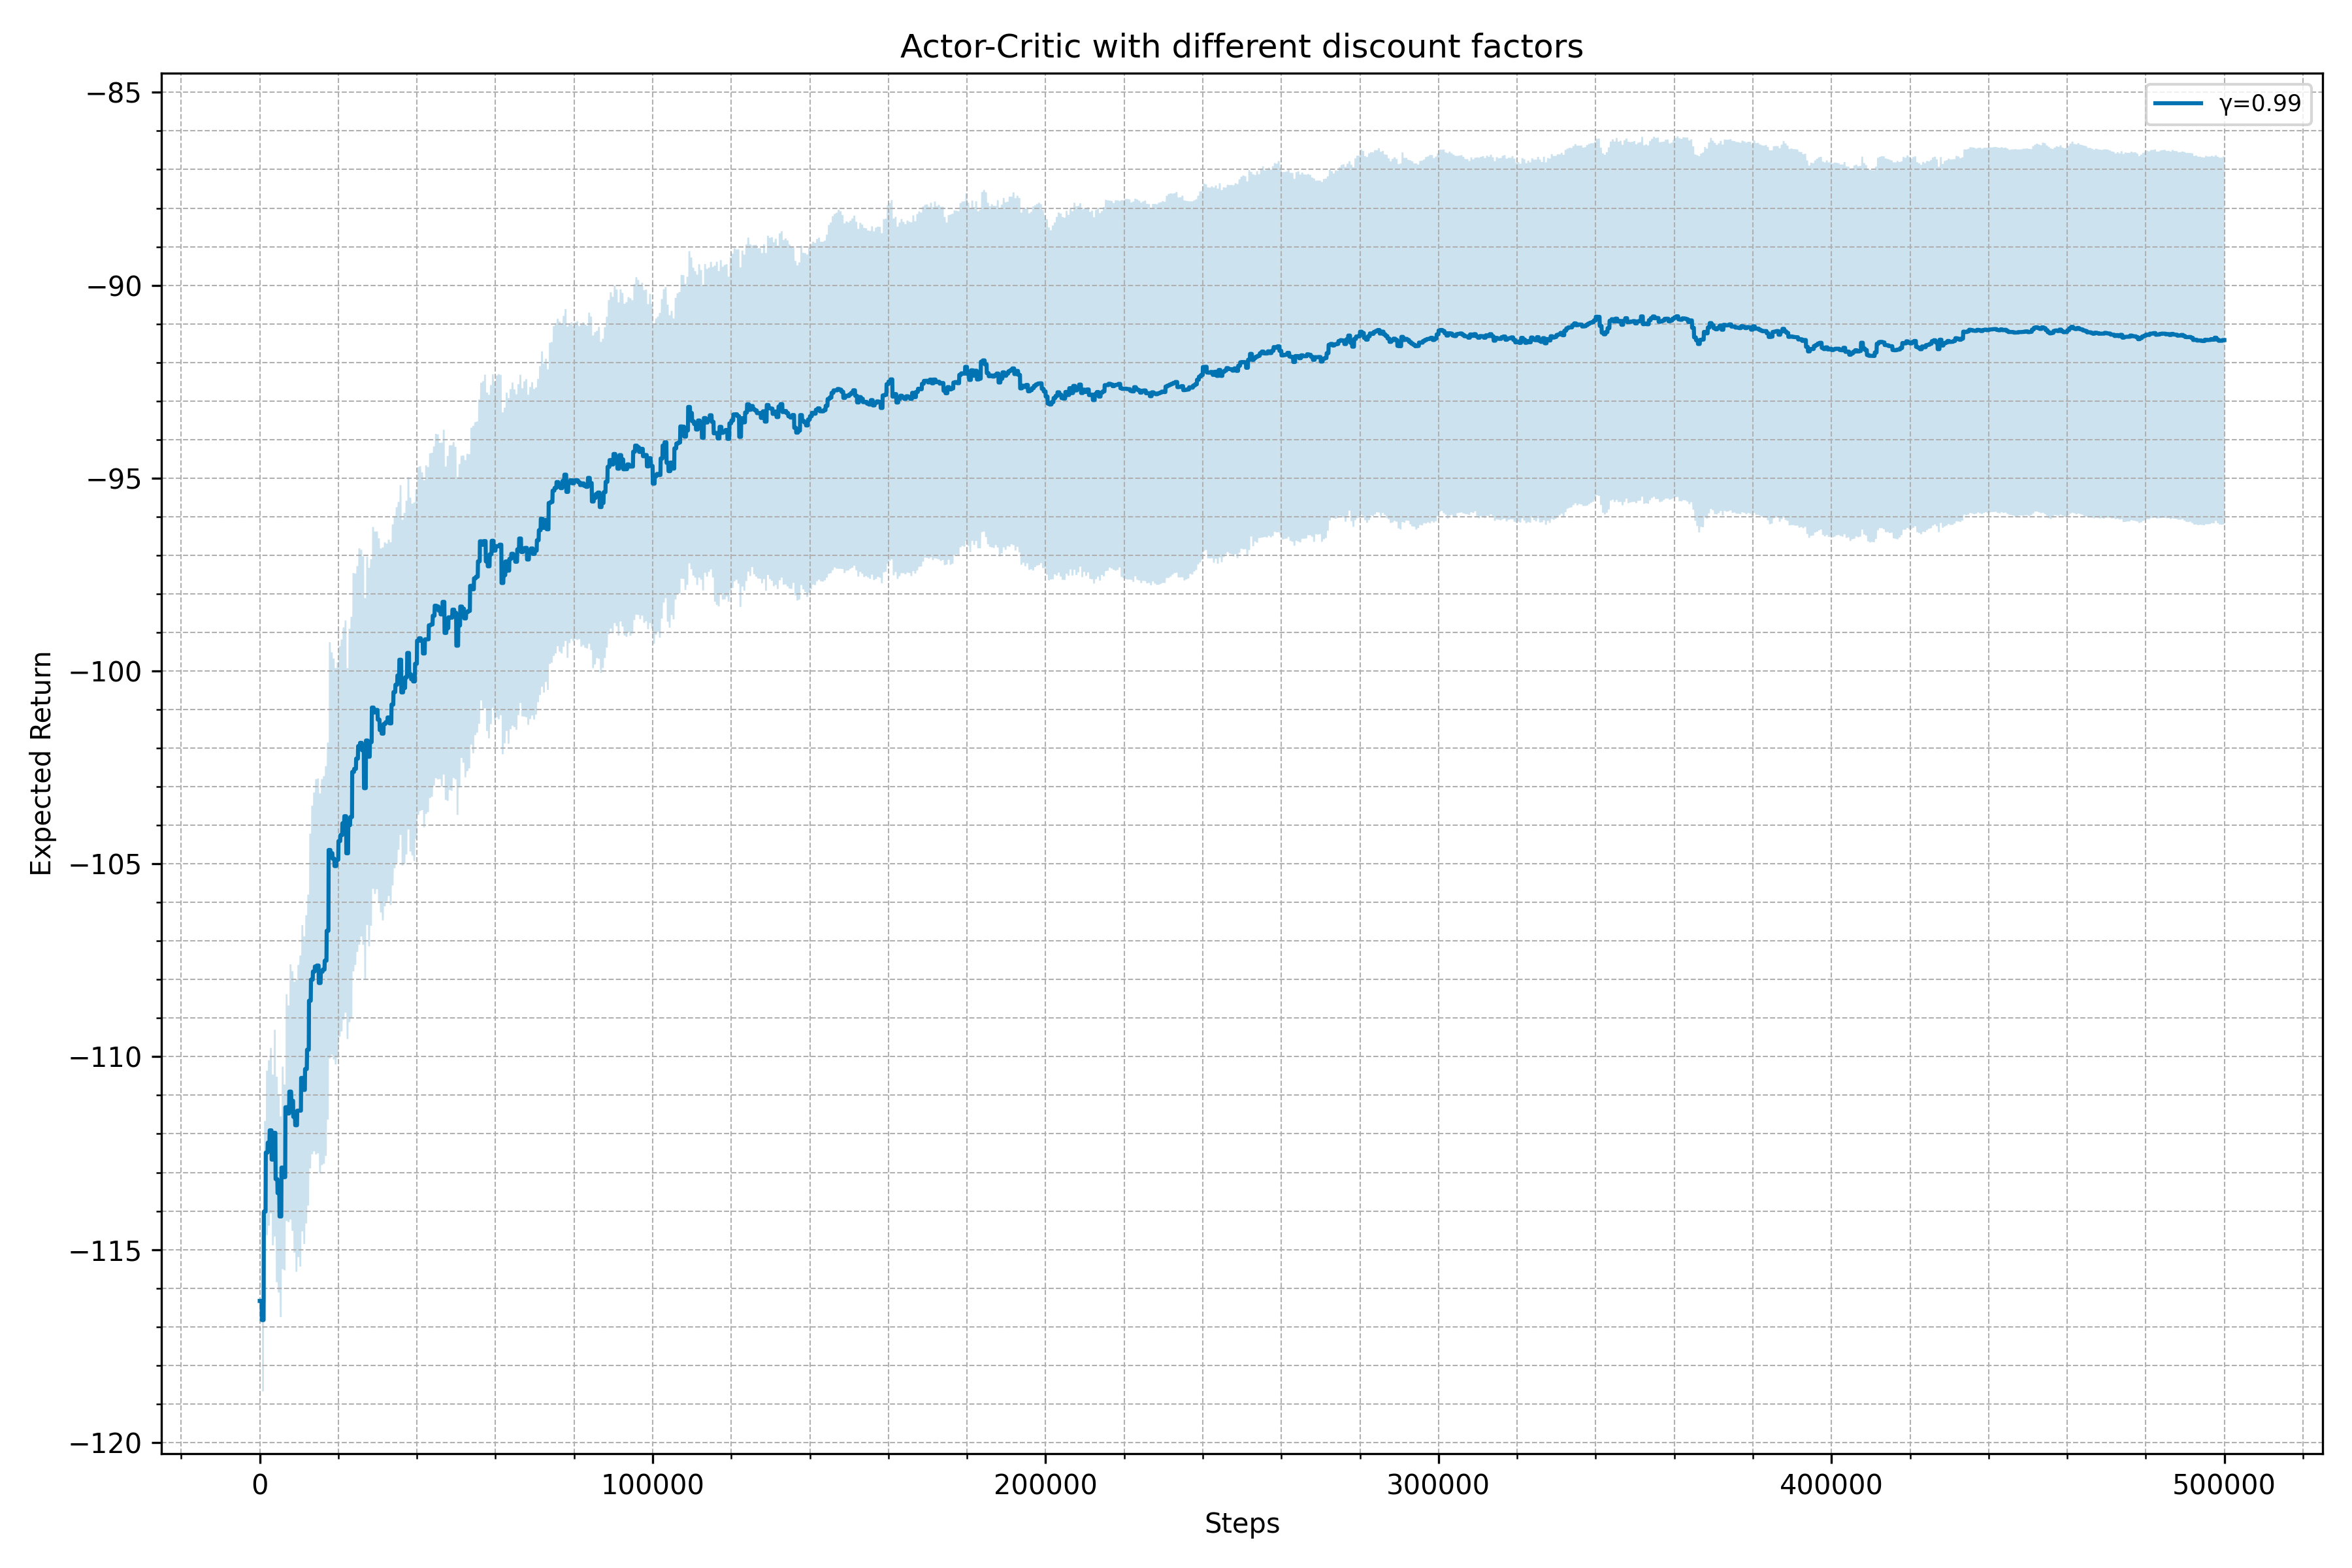 Actor-Critic with different discount factors
γ=0.99
−85
−90
−95
−100
−105
−110
−115
−120
Expected Return
0 100000 200000 300000 400000 500000
Steps